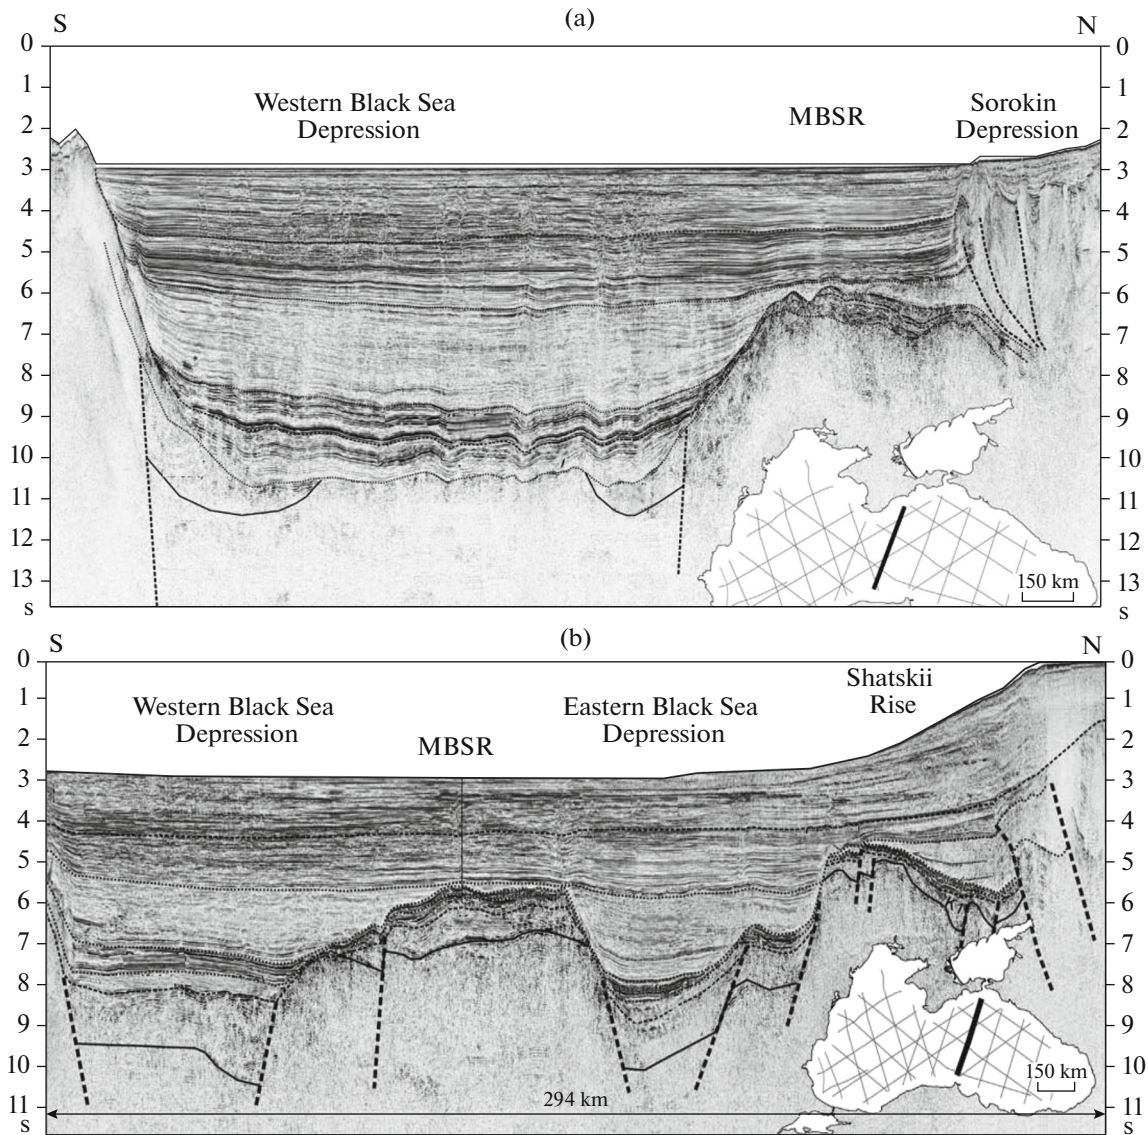 (a)
S N
0 0
1 1
Western Black Sea Sorokin
Depression MBSR Depression
2 2
3 3
4 4
5 5
6 6
7 7
8 8
9 9
10 10
11 11
12 12
13 150 km 13
s s
(b)
S N
0 0
Shatskii
Rise
1 1
Western Black Sea Eastern Black Sea
Depression MBSR Depression
2 2
3 3
4 4
5 5
6 6
7 7
8 8
9 9
10 150 km 10
294 km
11 11
s s